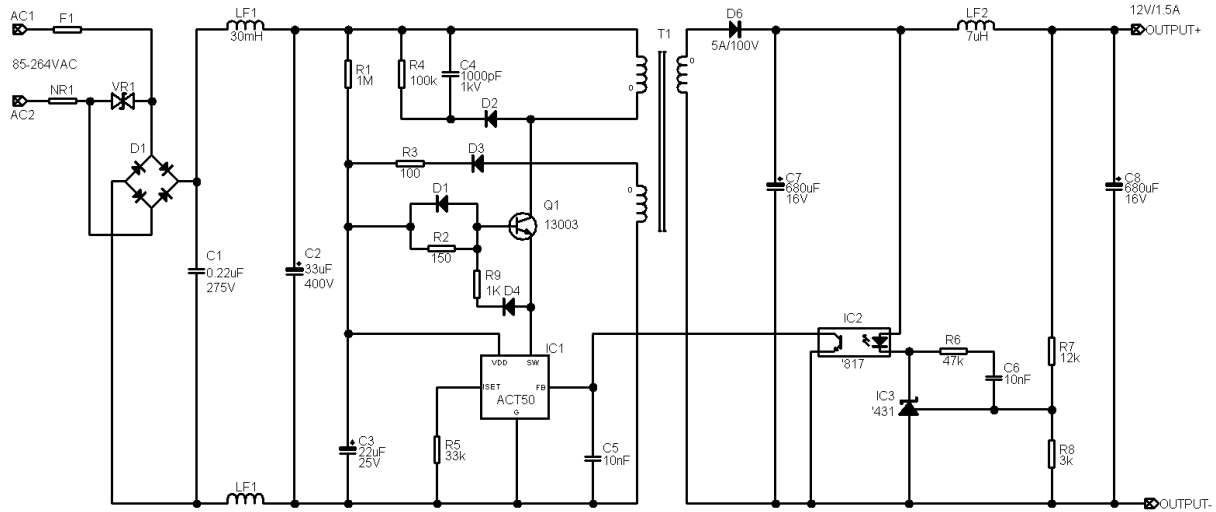 AC1
F1
LF1
30mH
85-264VAC
NR1
VR1
AC2
D1
C1
0.22uF
275V
C2
33uF
400V
LF1
R1
1M
R4
100k
C4
1000pF
1kV
D2
R3
100
D3
D1
R2
150
Q1
13003
R9
1K
D4
IC1
VDD
SW
ISET
FB
ACT50
G
C3
22uF
25V
R5
33k
C5
10nF
T1
o
o
o
D6
5A/100V
LF2
7uH
12V/1.5A
OUTPUT+
C7
680uF
16V
C8
680uF
16V
IC2
'817
R6
47k
C6
10nF
IC3
'431
R7
12k
R8
3k
OUTPUT-